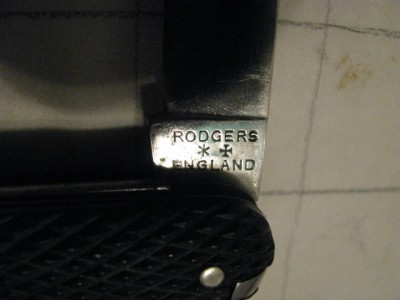 RODGERS
* ✠
ENGLAND